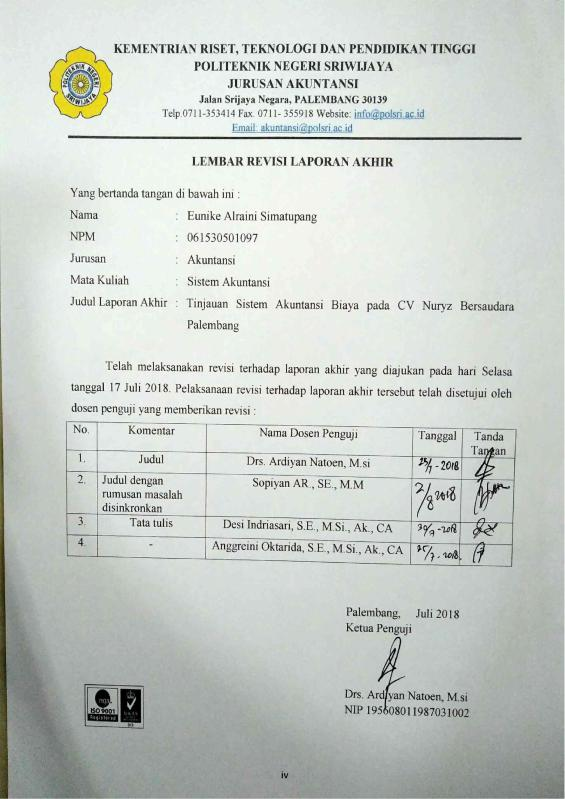 POLITEKNIK NEGERI
SRIWIJAYA
KEMENTRIAN RISET, TEKNOLOGI DAN PENDIDIKAN TINGGI
POLITEKNIK NEGERI SRIWIJAYA
JURUSAN AKUNTANSI
Jalan Srijaya Negara, PALEMBANG 30139
Telp.0711-353414 Fax. 0711- 355918 Website: info@polsri.ac.id
Email: akuntansi@polsri.ac.id
LEMBAR REVISI LAPORAN AKHIR
Yang bertanda tangan di bawah ini :
Nama : Eunike Alraini Simatupang
NPM : 061530501097
Jurusan : Akuntansi
Mata Kuliah : Sistem Akuntansi
Judul Laporan Akhir : Tinjauan Sistem Akuntansi Biaya pada CV Nuryz Bersaudara
Palembang
Telah melaksanakan revisi terhadap laporan akhir yang diajukan pada hari Selasa
tanggal 17 Juli 2018. Pelaksanaan revisi terhadap laporan akhir tersebut telah disetujui oleh
dosen penguji yang memberikan revisi :
No. Komentar Nama Dosen Penguji Tanggal Tanda
Tangan
1. Judul Drs. Ardiyan Natoen, M.si 25/7-2018
2. Judul dengan Sopiyan AR., SE., M.M 2/8 2018
rumusan masalah
disinkronkan
3. Tata tulis Desi Indriasari, S.E., M.Si., Ak., CA 30/7-2018
4. - Anggreini Oktarida, S.E., M.Si., Ak., CA 25/7-2018
Palembang, Juli 2018
Ketua Penguji
Drs. Ardiyan Natoen, M.si
NIP 195608011987031002
ISO 9001
Registered
iv